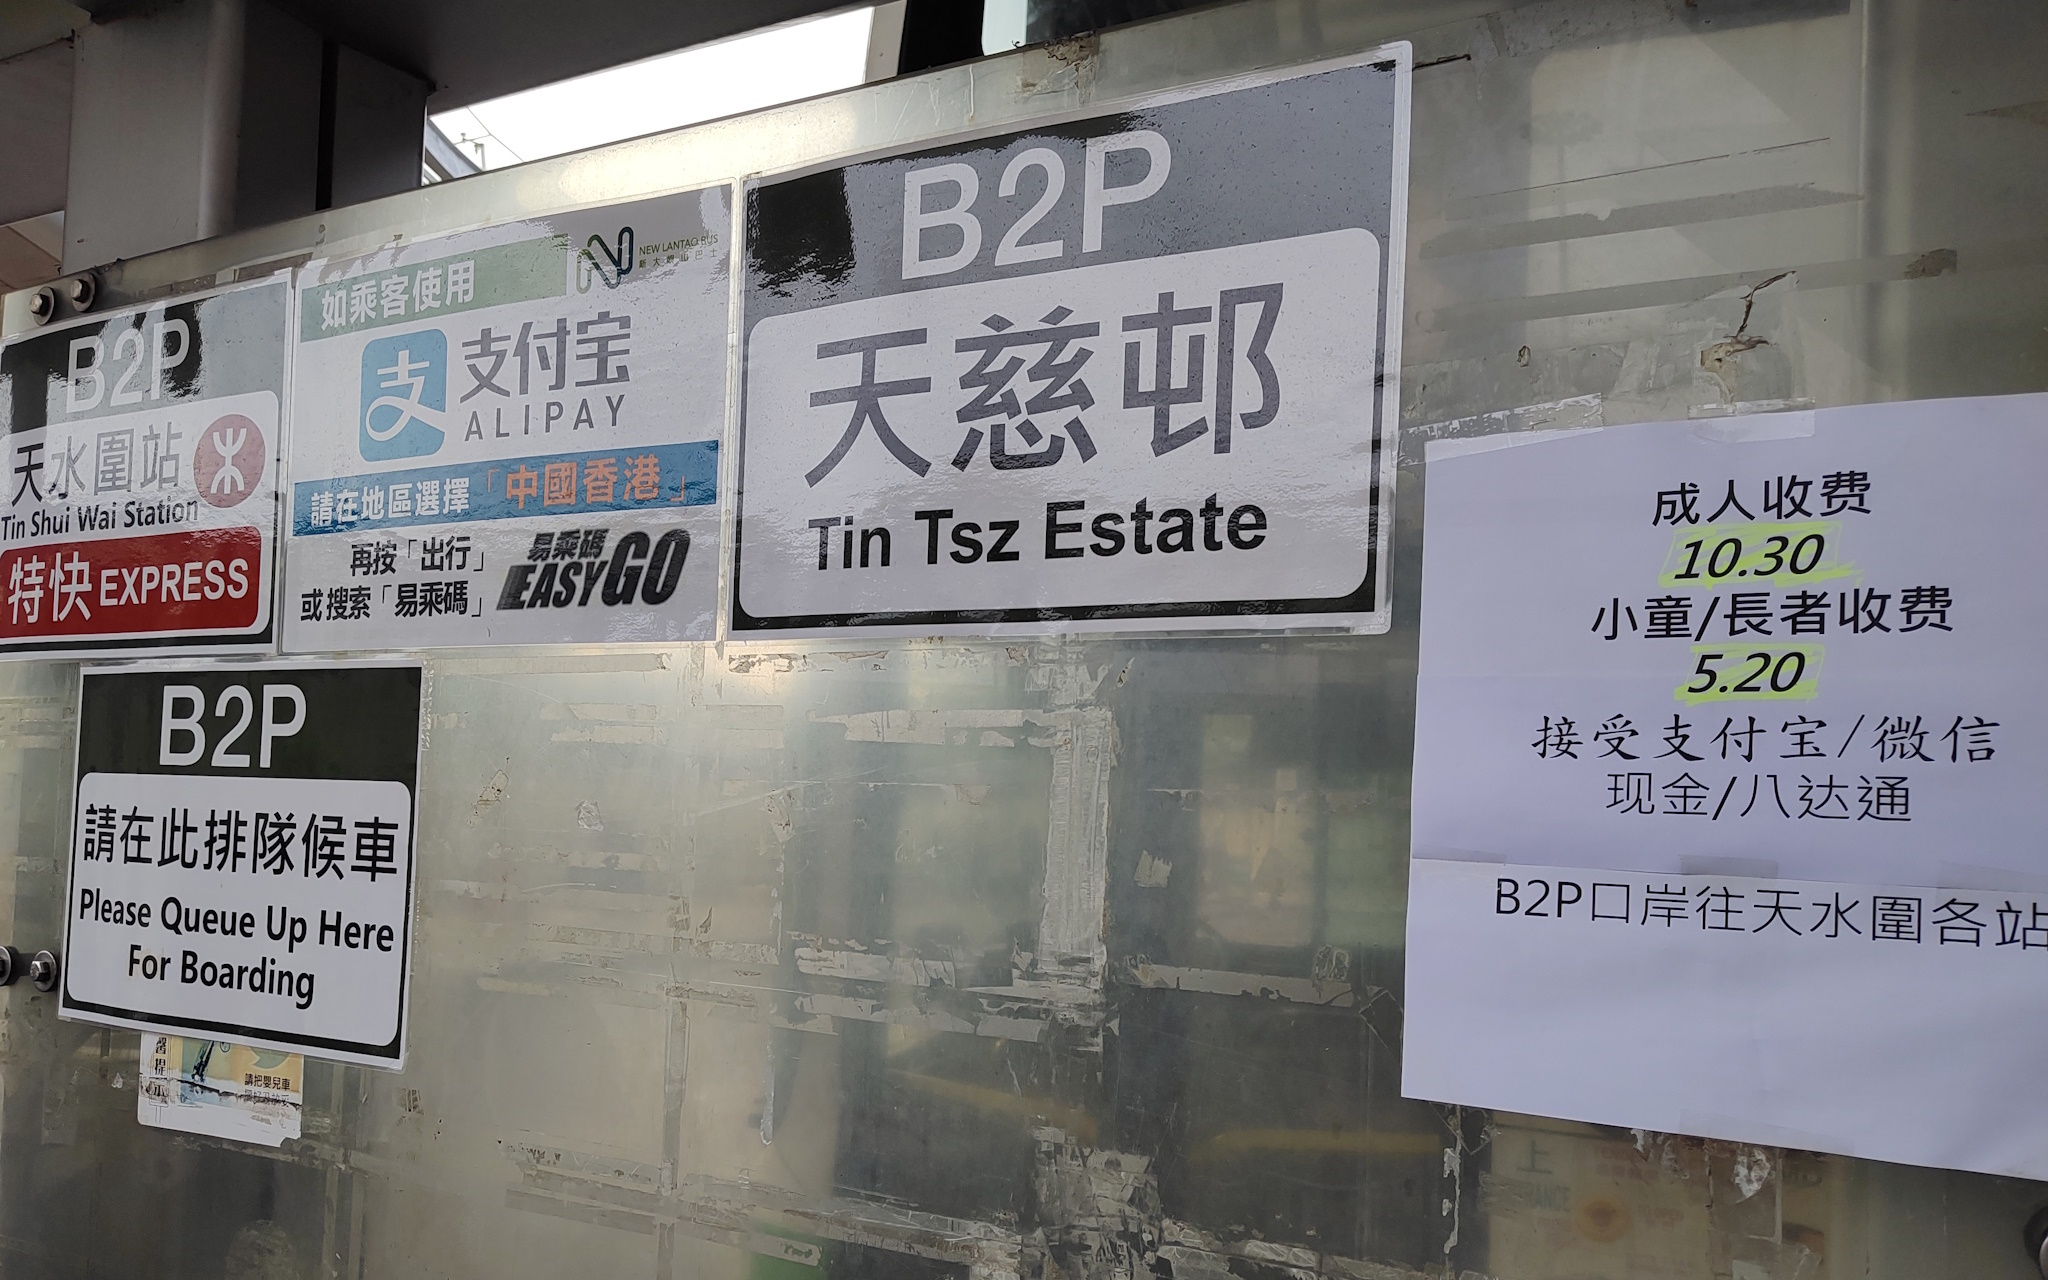 B2P
天水圍站
Tin Shui Wai Station
特快 EXPRESS
如乘客使用
NEW LANTAO BUS
新大嶼山巴士
支付宝
ALIPAY
請在地區選擇「中國香港」
再按「出行」
或搜索「易乘碼」
易乘碼
EASYGO
B2P
天慈邨
Tin Tsz Estate
B2P
請在此排隊候車
Please Queue Up Here
For Boarding
請把嬰兒車
成人收费
10.30
小童/長者收费
5.20
接受支付宝/微信
现金/八达通
B2P口岸往天水圍各站